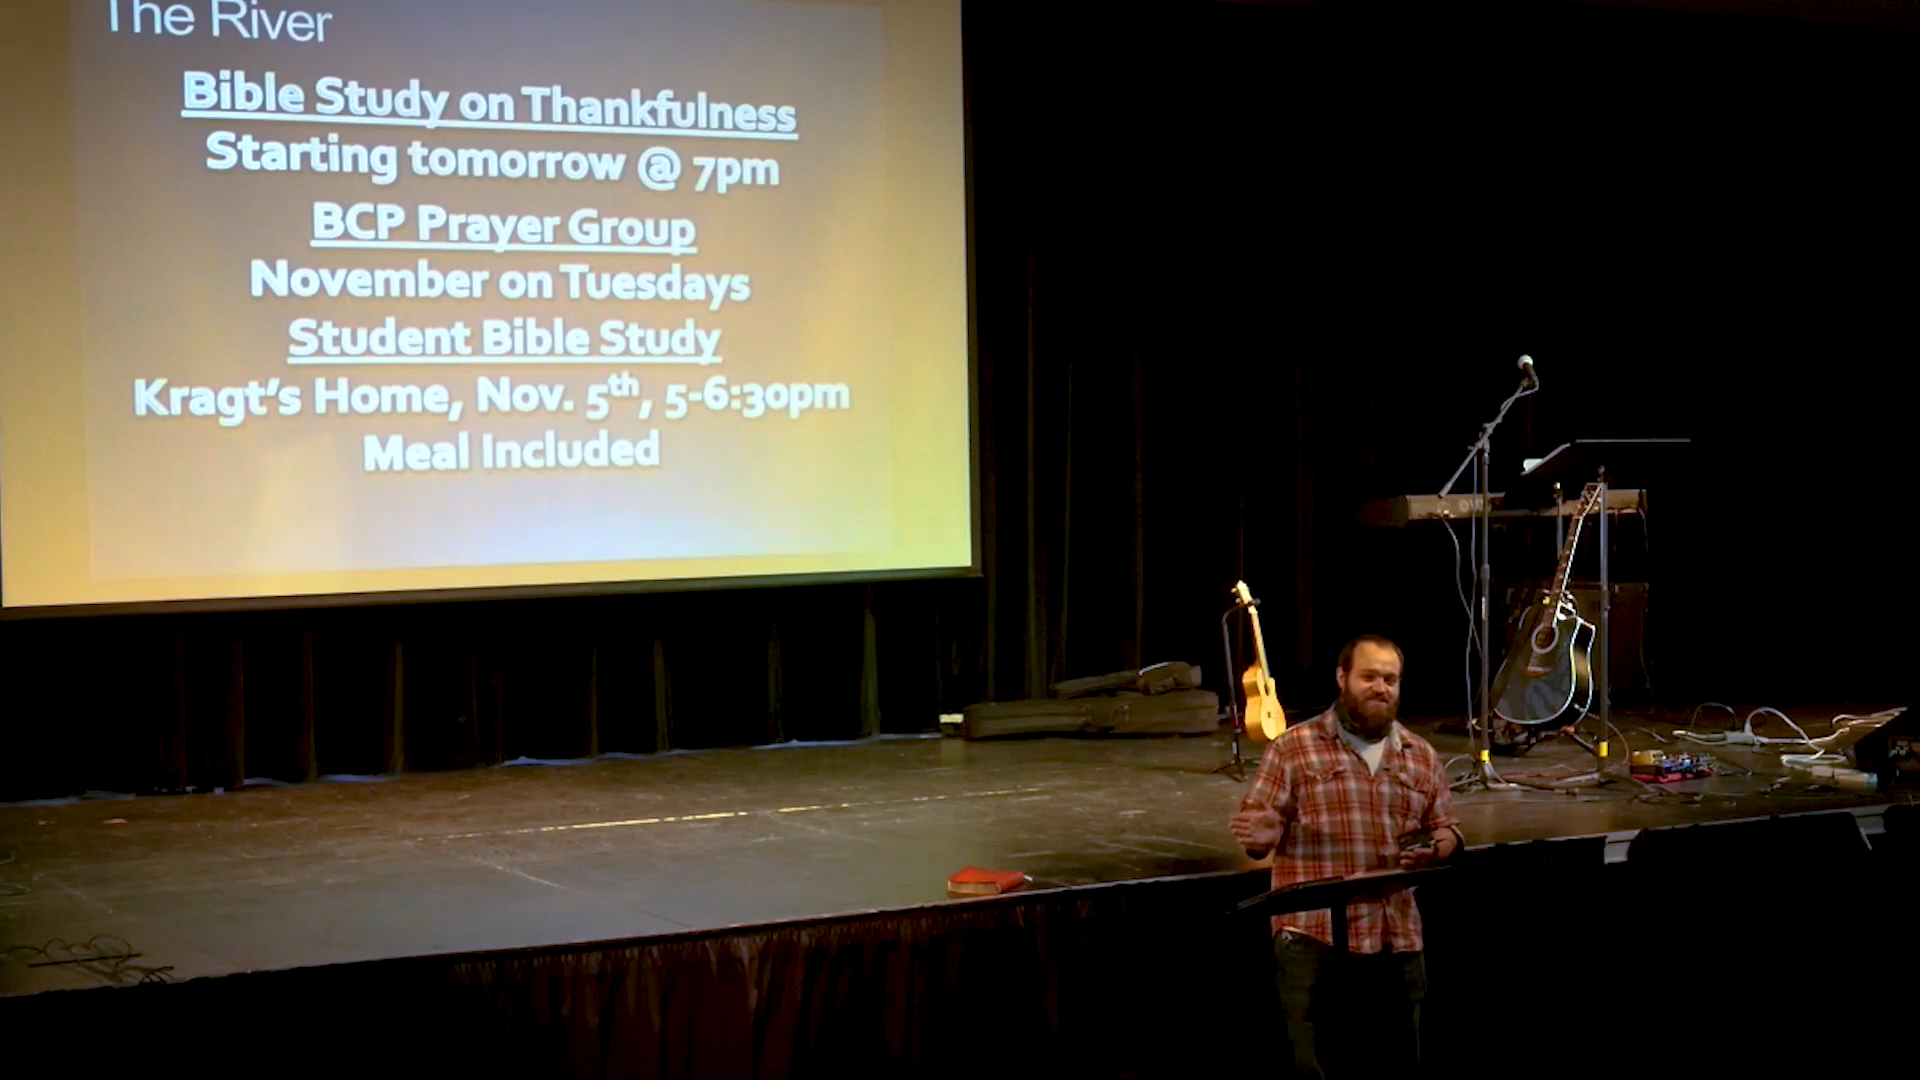 The River
Bible Study on Thankfulness
Starting tomorrow @ 7pm
BCP Prayer Group
November on Tuesdays
Student Bible Study
Kragt's Home, Nov. 5th, 5-6:30pm
Meal Included